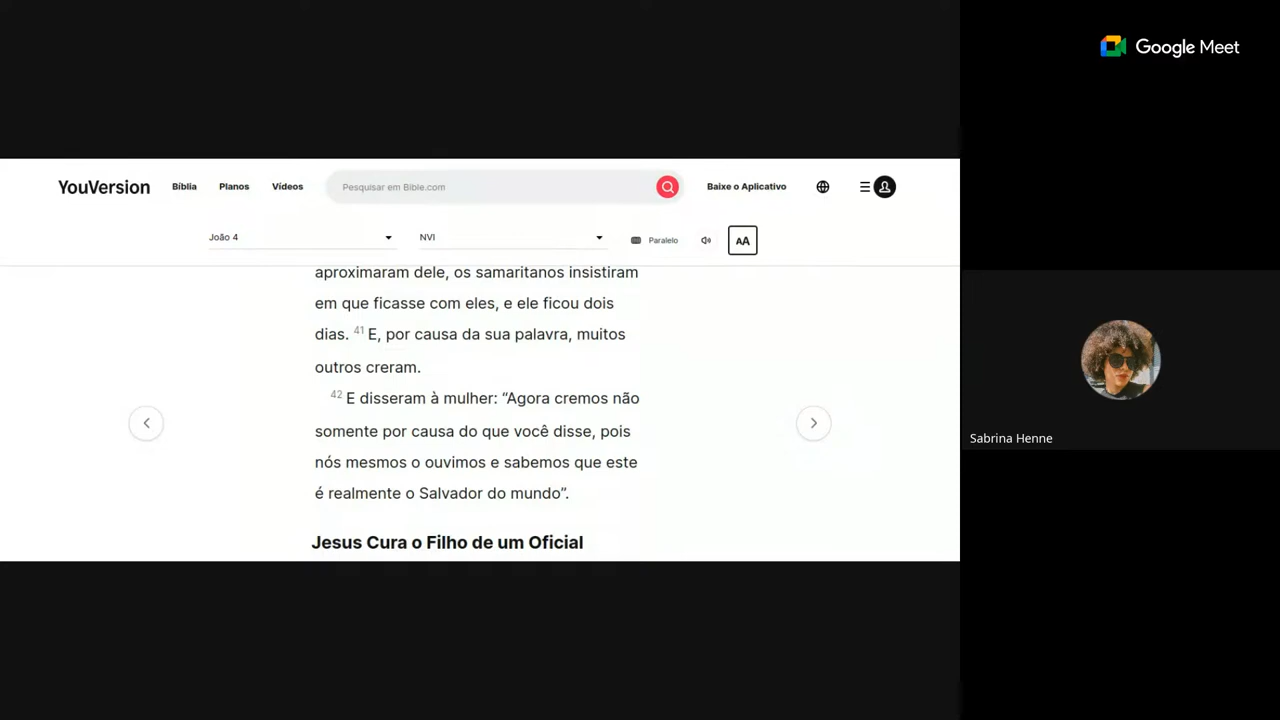 Google Meet
YouVersion Bíblia Planos Vídeos Pesquisar em Bible.com Baixe o Aplicativo
João 4 NVI Paralelo AA
aproximaram dele, os samaritanos insistiram
em que ficasse com eles, e ele ficou dois
dias. 41 E, por causa da sua palavra, muitos
outros creram.
42 E disseram à mulher: “Agora cremos não
somente por causa do que você disse, pois
nós mesmos o ouvimos e sabemos que este
é realmente o Salvador do mundo”.
Jesus Cura o Filho de um Oficial
Sabrina Henne